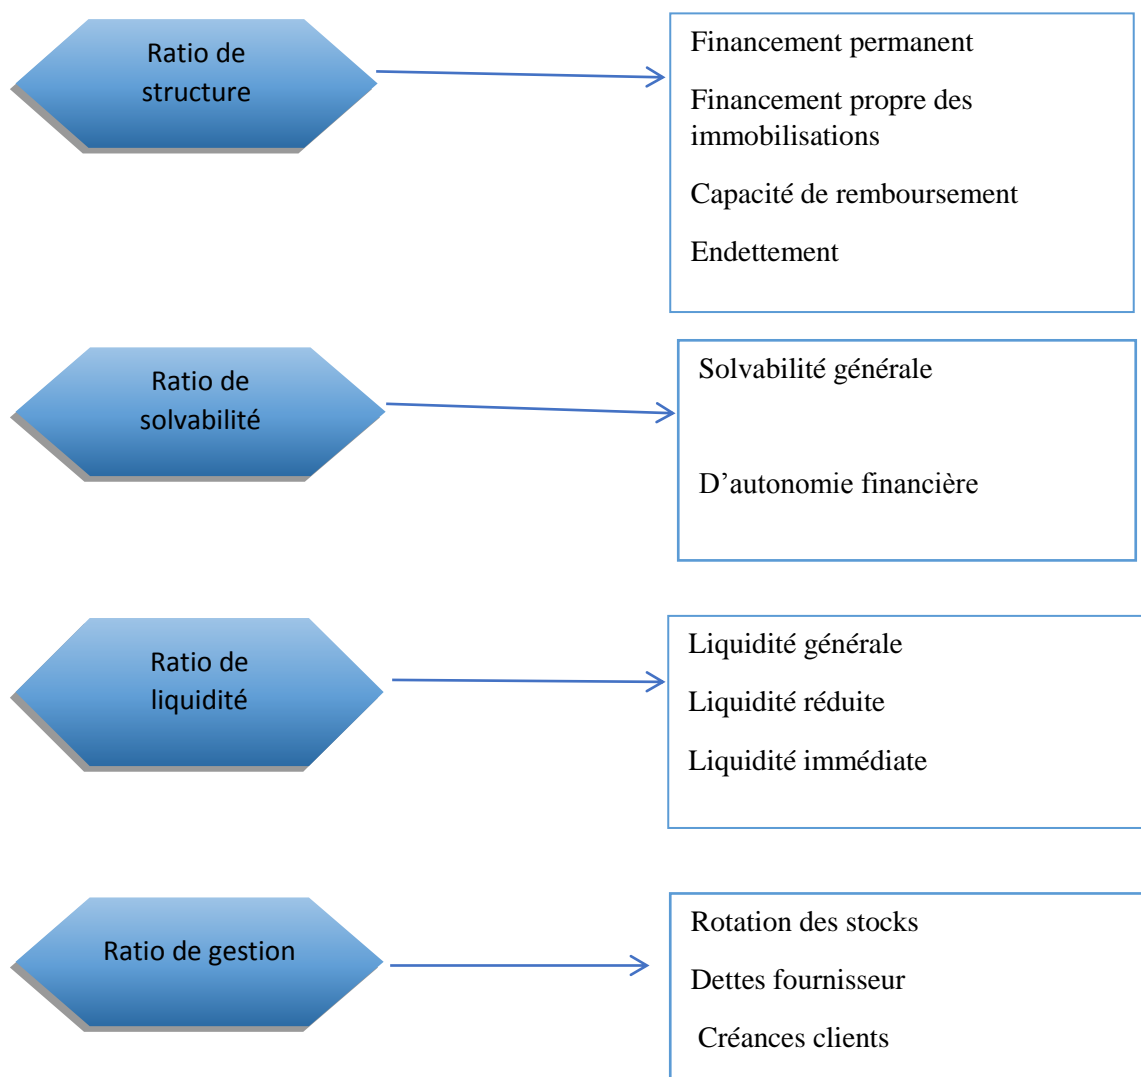 Ratio de
structure
Financement permanent
Financement propre des
immobilisations
Capacité de remboursement
Endettement
Ratio de
solvabilité
Solvabilité générale
D’autonomie financière
Ratio de
liquidité
Liquidité générale
Liquidité réduite
Liquidité immédiate
Ratio de gestion
Rotation des stocks
Dettes fournisseur
Créances clients